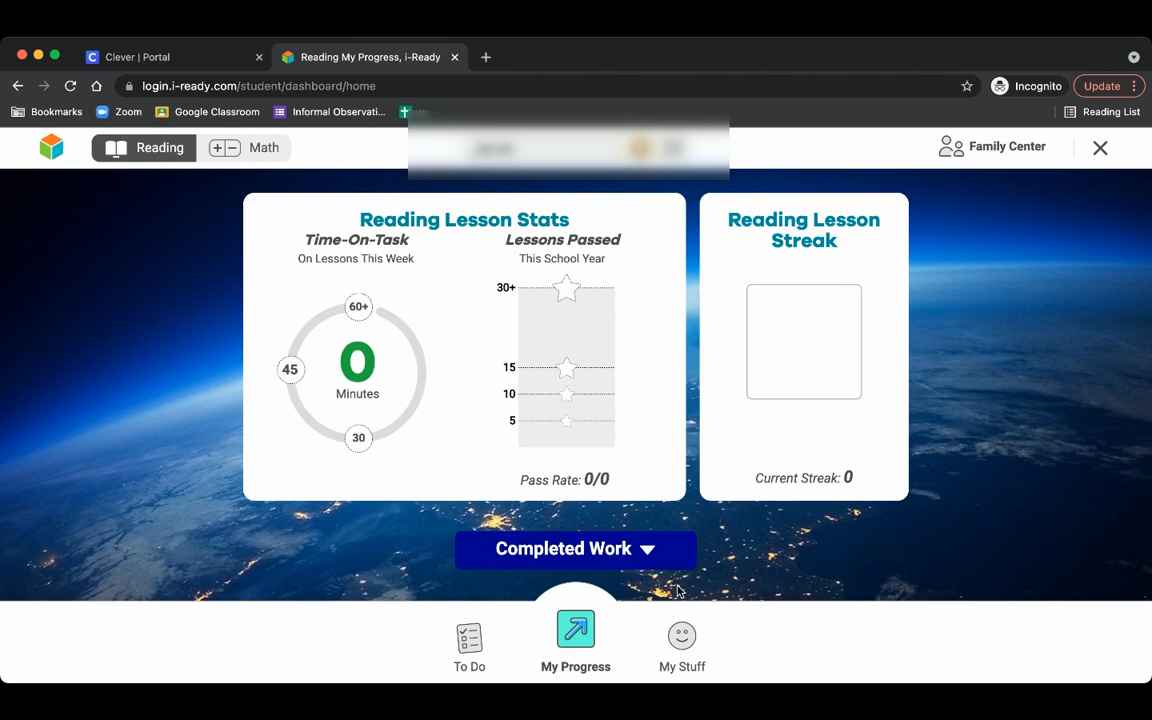 Clever | Portal
Reading My Progress, i-Ready
login.i-ready.com/student/dashboard/home
Incognito
Update
Bookmarks
Zoom
Google Classroom
Informal Observati...
Reading List
Reading
Math
Family Center
Reading Lesson Stats
Time-On-Task
On Lessons This Week
60+
45
0
Minutes
30
Lessons Passed
This School Year
30+
15
10
5
Pass Rate: 0/0
Reading Lesson
Streak
Current Streak: 0
Completed Work
To Do
My Progress
My Stuff